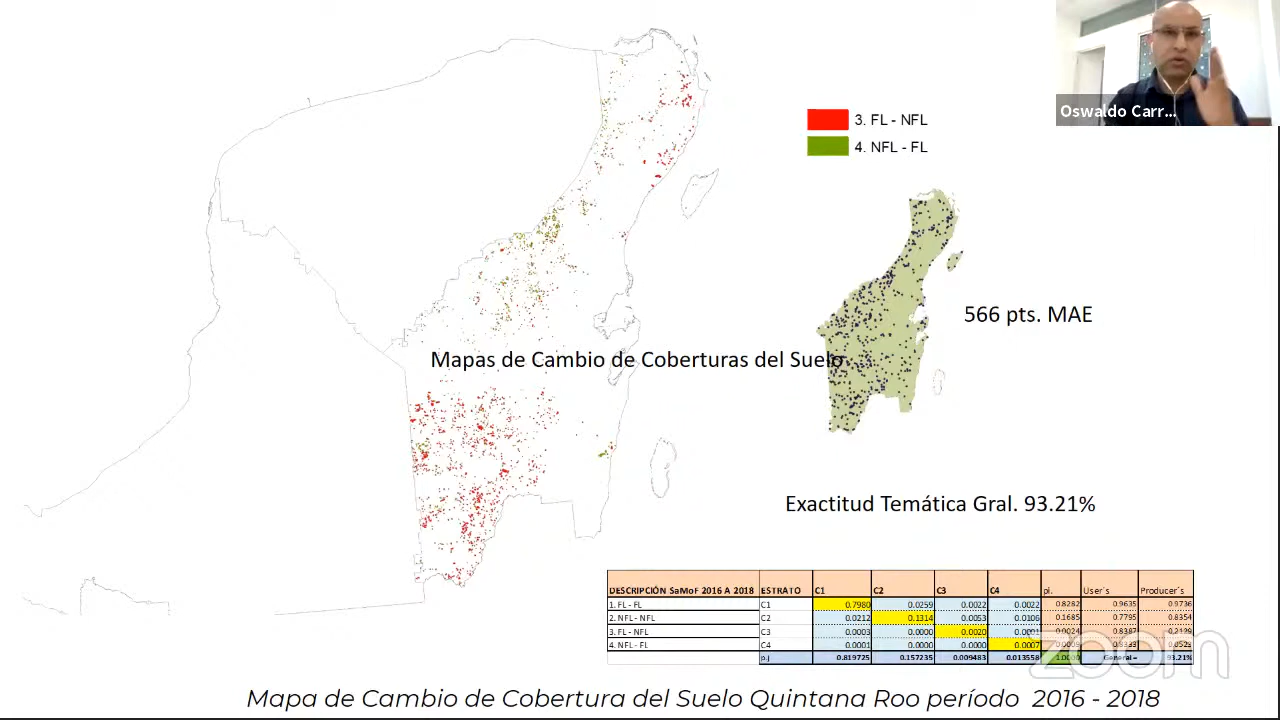 Oswaldo Carr...
3. FL - NFL
4. NFL - FL
566 pts. MAE
Mapas de Cambio de Coberturas del Suelo
Exactitud Temática Gral. 93.21%
DESCRIPCIÓN SaMoF 2016 A 2018 ESTRATO C1 C2 C3 C4 pi. User´s Producer´s
1. FL - FL C1 0.7980 0.0259 0.0022 0.0022 0.8282 0.9635 0.9736
2. NFL - NFL C2 0.0212 0.1314 0.0053 0.0106 0.1685 0.7795 0.8354
3. FL - NFL C3 0.0003 0.0000 0.0020 0.0001 0.0024 0.8387
4. NFL - FL C4 0.0001 0.0000 0.0000 0.0007
p.j 0.819725 0.157235 0.009483 0.013558 General= 93.21%
zoom
Mapa de Cambio de Cobertura del Suelo Quintana Roo período 2016 - 2018